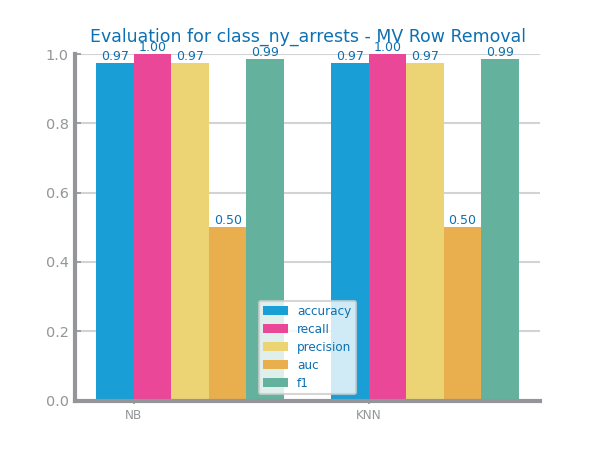 Evaluation for class_ny_arrests - MV Row Removal
1.0
0.8
0.6
0.4
0.2
0.0
0.97
1.00
0.97
0.50
0.99
0.97
1.00
0.97
0.50
0.99
accuracy
recall
precision
auc
f1
NB
KNN